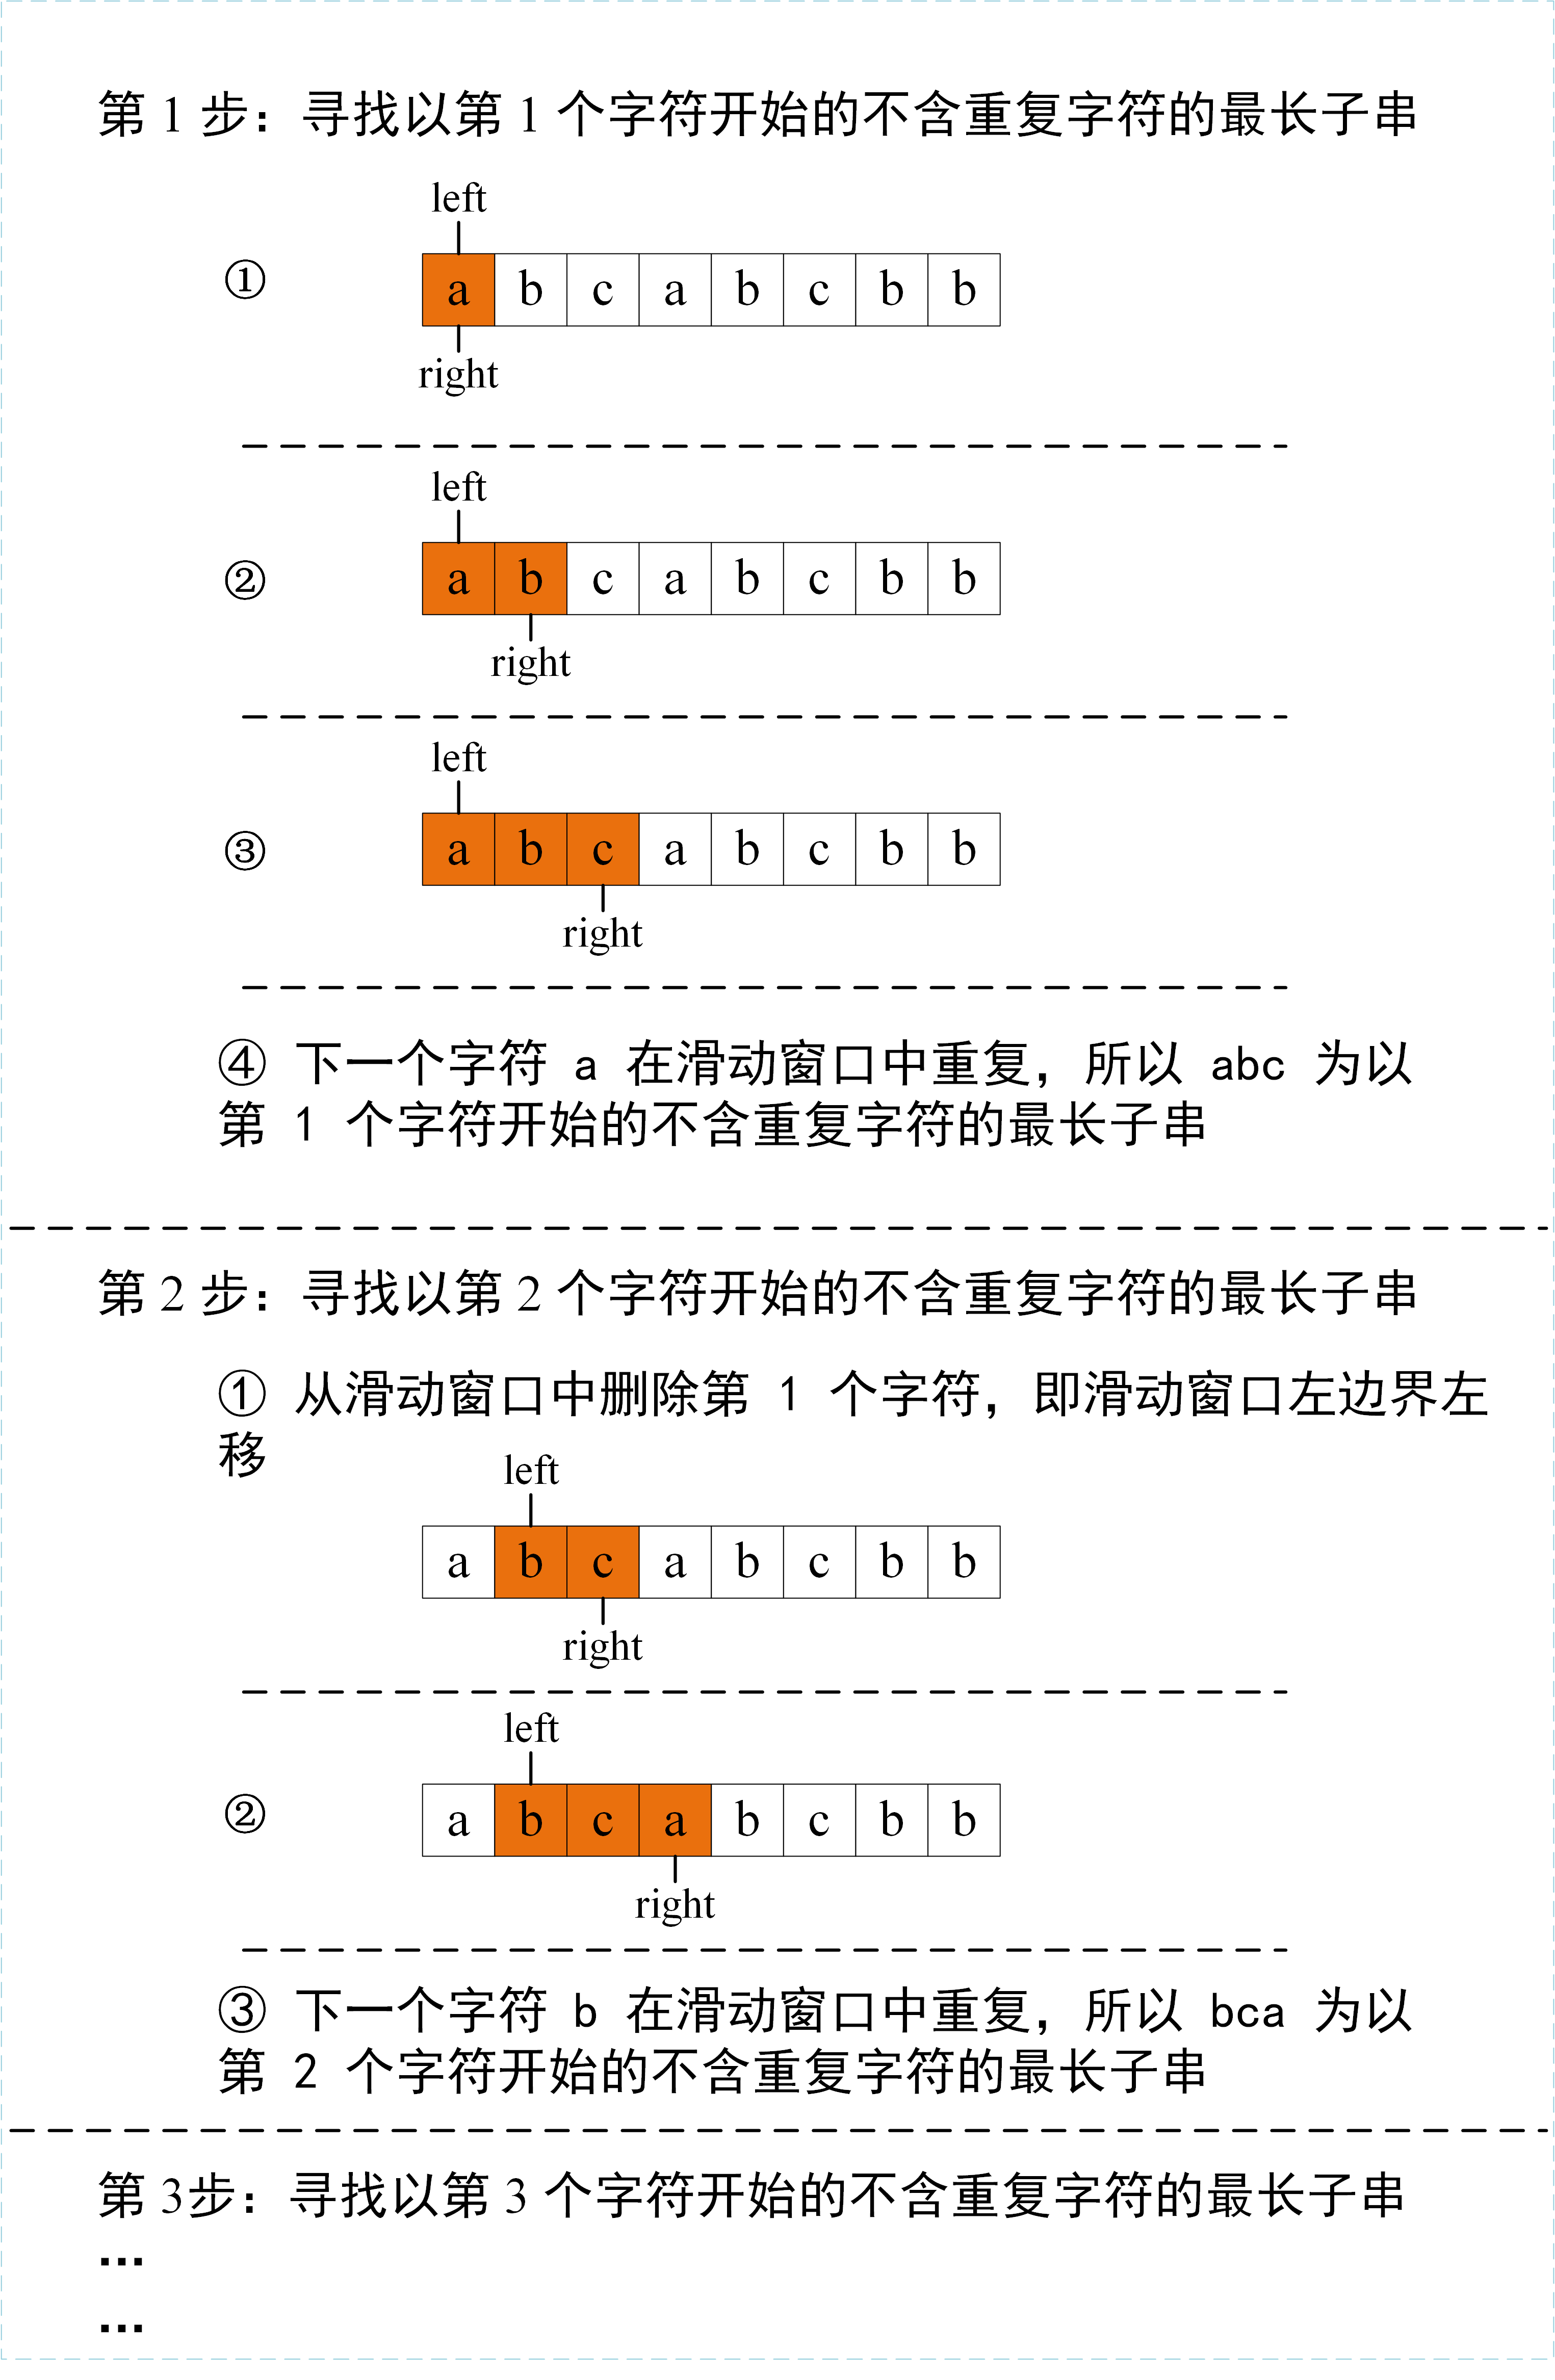 第 1 步：寻找以第 1 个字符开始的不含重复字符的最长子串
left
① a b c a b c b b
right
left
② a b c a b c b b
right
left
③ a b c a b c b b
right
④ 下一个字符 a 在滑动窗口中重复，所以 abc 为以
第 1 个字符开始的不含重复字符的最长子串
第 2 步：寻找以第 2 个字符开始的不含重复字符的最长子串
① 从滑动窗口中删除第 1 个字符，即滑动窗口左边界左
移
left
a b c a b c b b
right
left
② a b c a b c b b
right
③ 下一个字符 b 在滑动窗口中重复，所以 bca 为以
第 2 个字符开始的不含重复字符的最长子串
第 3步：寻找以第 3 个字符开始的不含重复字符的最长子串
…
…